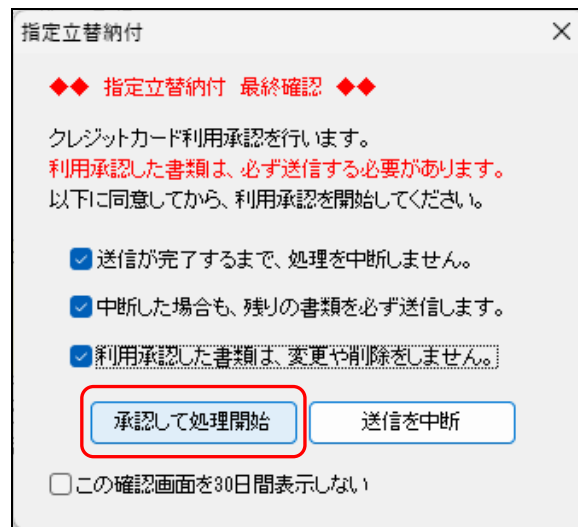 指定立替納付
◆◆ 指定立替納付 最終確認 ◆◆
クレジットカード利用承認を行います。
利用承認した書類は、必ず送信する必要があります。
以下に同意してから、利用承認を開始してください。
送信が完了するまで、処理を中断しません。
中断した場合も、残りの書類を必ず送信します。
利用承認した書類は、変更や削除をしません。
承認して処理開始 送信を中断
この確認画面を30日間表示しない